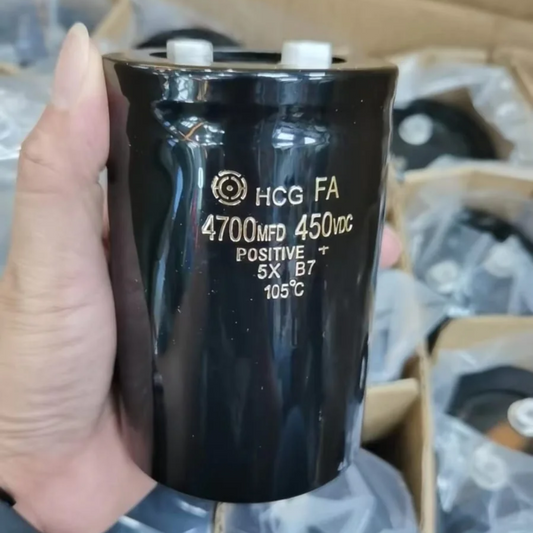 HCG FA
4700MFD 450VDC
POSITIVE +
5X B7
105°C